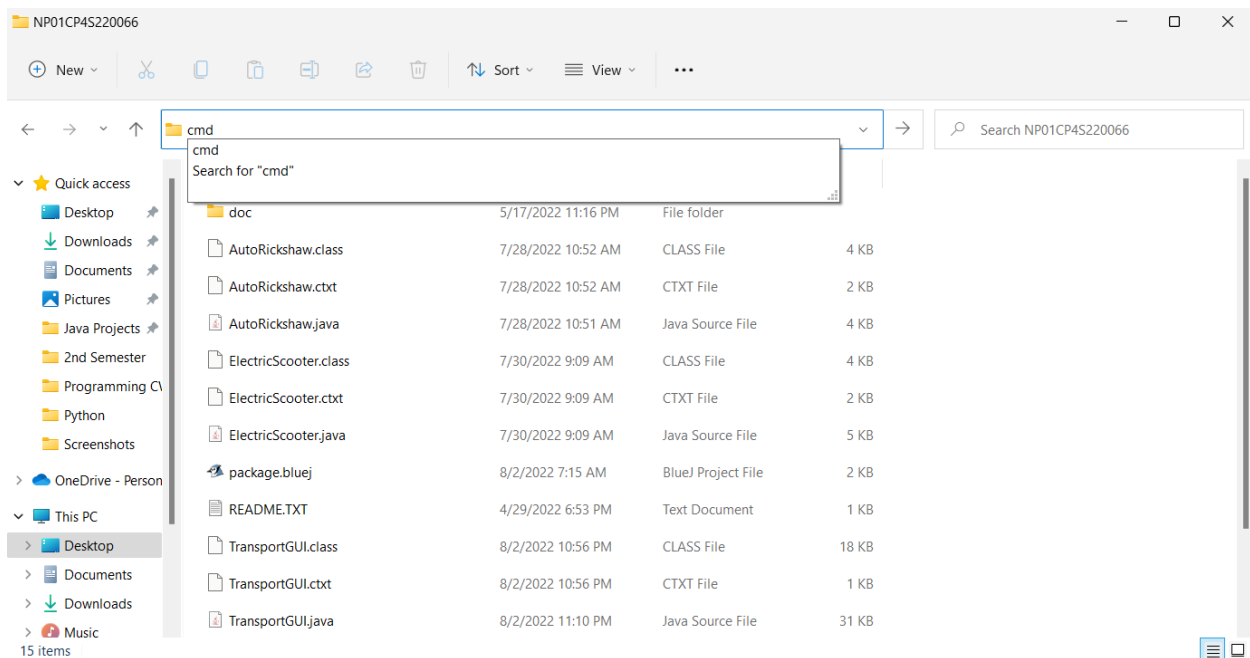 NP01CP4S220066
New
Sort
View
cmd
Search NP01CP4S220066
cmd
Search for "cmd"
Quick access
Desktop
Downloads
Documents
Pictures
Java Projects
2nd Semester
Programming
Python
Screenshots
OneDrive - Person
This PC
Desktop
Documents
Downloads
Music
doc 5/17/2022 11:16 PM File folder
AutoRickshaw.class 7/28/2022 10:52 AM CLASS File 4 KB
AutoRickshaw.ctxt 7/28/2022 10:52 AM CTXT File 2 KB
AutoRickshaw.java 7/28/2022 10:51 AM Java Source File 4 KB
ElectricScooter.class 7/30/2022 9:09 AM CLASS File 4 KB
ElectricScooter.ctxt 7/30/2022 9:09 AM CTXT File 2 KB
ElectricScooter.java 7/30/2022 9:09 AM Java Source File 5 KB
package.bluej 8/2/2022 7:15 AM BlueJ Project File 2 KB
README.TXT 4/29/2022 6:53 PM Text Document 1 KB
TransportGUI.class 8/2/2022 10:56 PM CLASS File 18 KB
TransportGUI.ctxt 8/2/2022 10:56 PM CTXT File 1 KB
TransportGUI.java 8/2/2022 11:10 PM Java Source File 31 KB
15 items